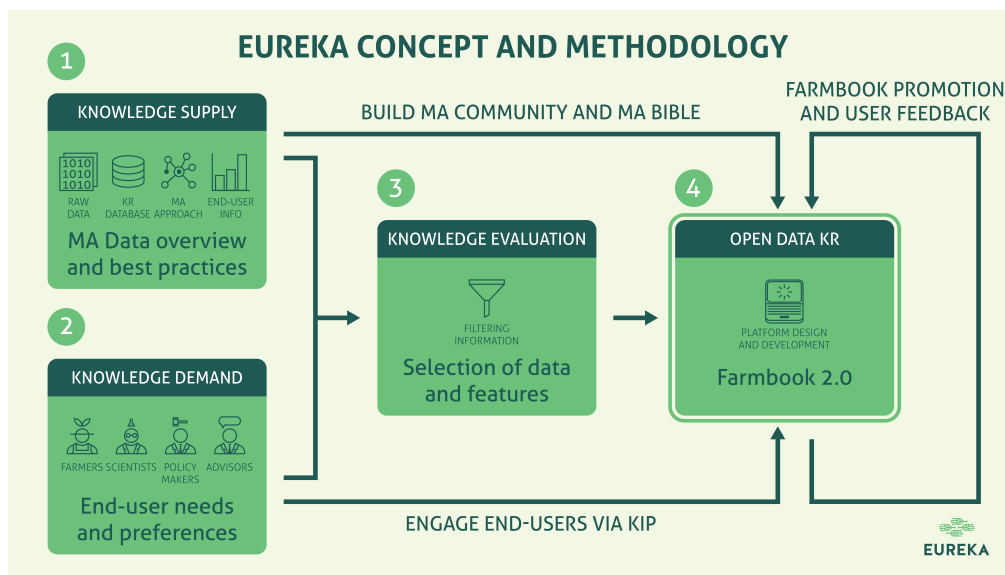 EUREKA CONCEPT AND METHODOLOGY
1
KNOWLEDGE SUPPLY
1010
1010
1010
RAW
DATA
KR
DATABASE
MA
APPROACH
END-USER
INFO
MA Data overview
and best practices
2
KNOWLEDGE DEMAND
FARMERS
SCIENTISTS
POLICY
MAKERS
ADVISORS
End-user needs
and preferences
BUILD MA COMMUNITY AND MA BIBLE
3
KNOWLEDGE EVALUATION
FILTERING
INFORMATION
Selection of data
and features
FARMBOOK PROMOTION
AND USER FEEDBACK
4
OPEN DATA KR
PLATFORM DESIGN
AND DEVELOPMENT
Farmbook 2.0
ENGAGE END-USERS VIA KIP
EUREKA